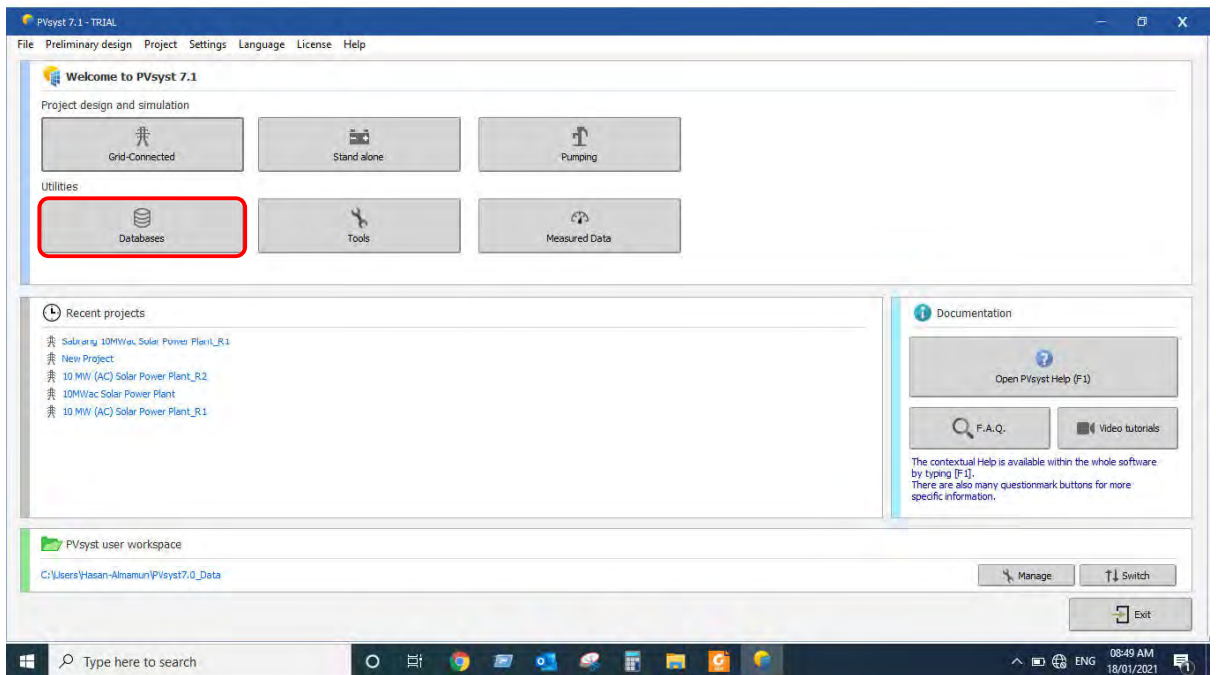 PVsyst 7.1 - TRIAL
File Preliminary design Project Settings Language License Help
Welcome to PVsyst 7.1
Project design and simulation
Grid-Connected
Stand alone
Pumping
Utilities
Databases
Tools
Measured Data
Recent projects
Sabrang 10MWac Solar Power Plant_R1
New Project
10 MW (AC) Solar Power Plant_R2
10MWac Solar Power Plant
10 MW (AC) Solar Power Plant_R1
Documentation
Open PVsyst Help (F1)
F.A.Q.
Video tutorials
The contextual Help is available within the whole software
by typing [F1].
There are also many questionmark buttons for more
specific information.
PVsyst user workspace
C:\Users\Hasan-Almamun\PVsyst7.0_Data
Manage
Switch
Exit
Type here to search
ENG
08:49 AM
18/01/2021